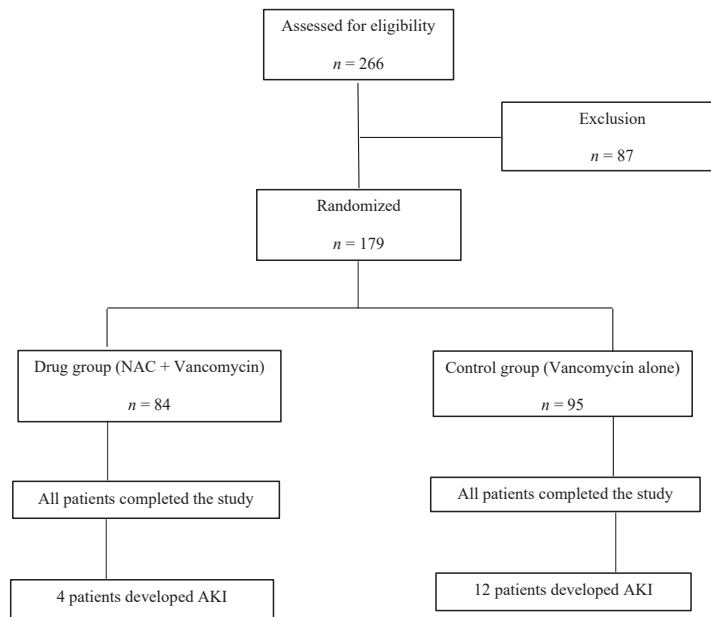 Assessed for eligibility
n = 266
Exclusion
n = 87
Randomized
n = 179
Drug group (NAC + Vancomycin)
n = 84
Control group (Vancomycin alone)
n = 95
All patients completed the study
All patients completed the study
4 patients developed AKI
12 patients developed AKI